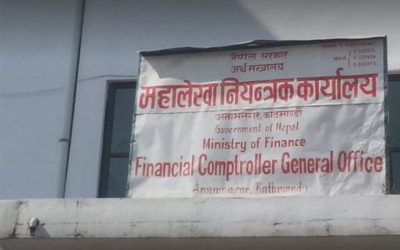 नेपाल सरकार
अर्थ मन्त्रालय
महालेखा नियन्त्रक कार्यालय
अनामनगर, काठमाण्डौ
Government of Nepal
Ministry of Finance
Financial Comptroller General Office
Anamnagar, Kathmandu